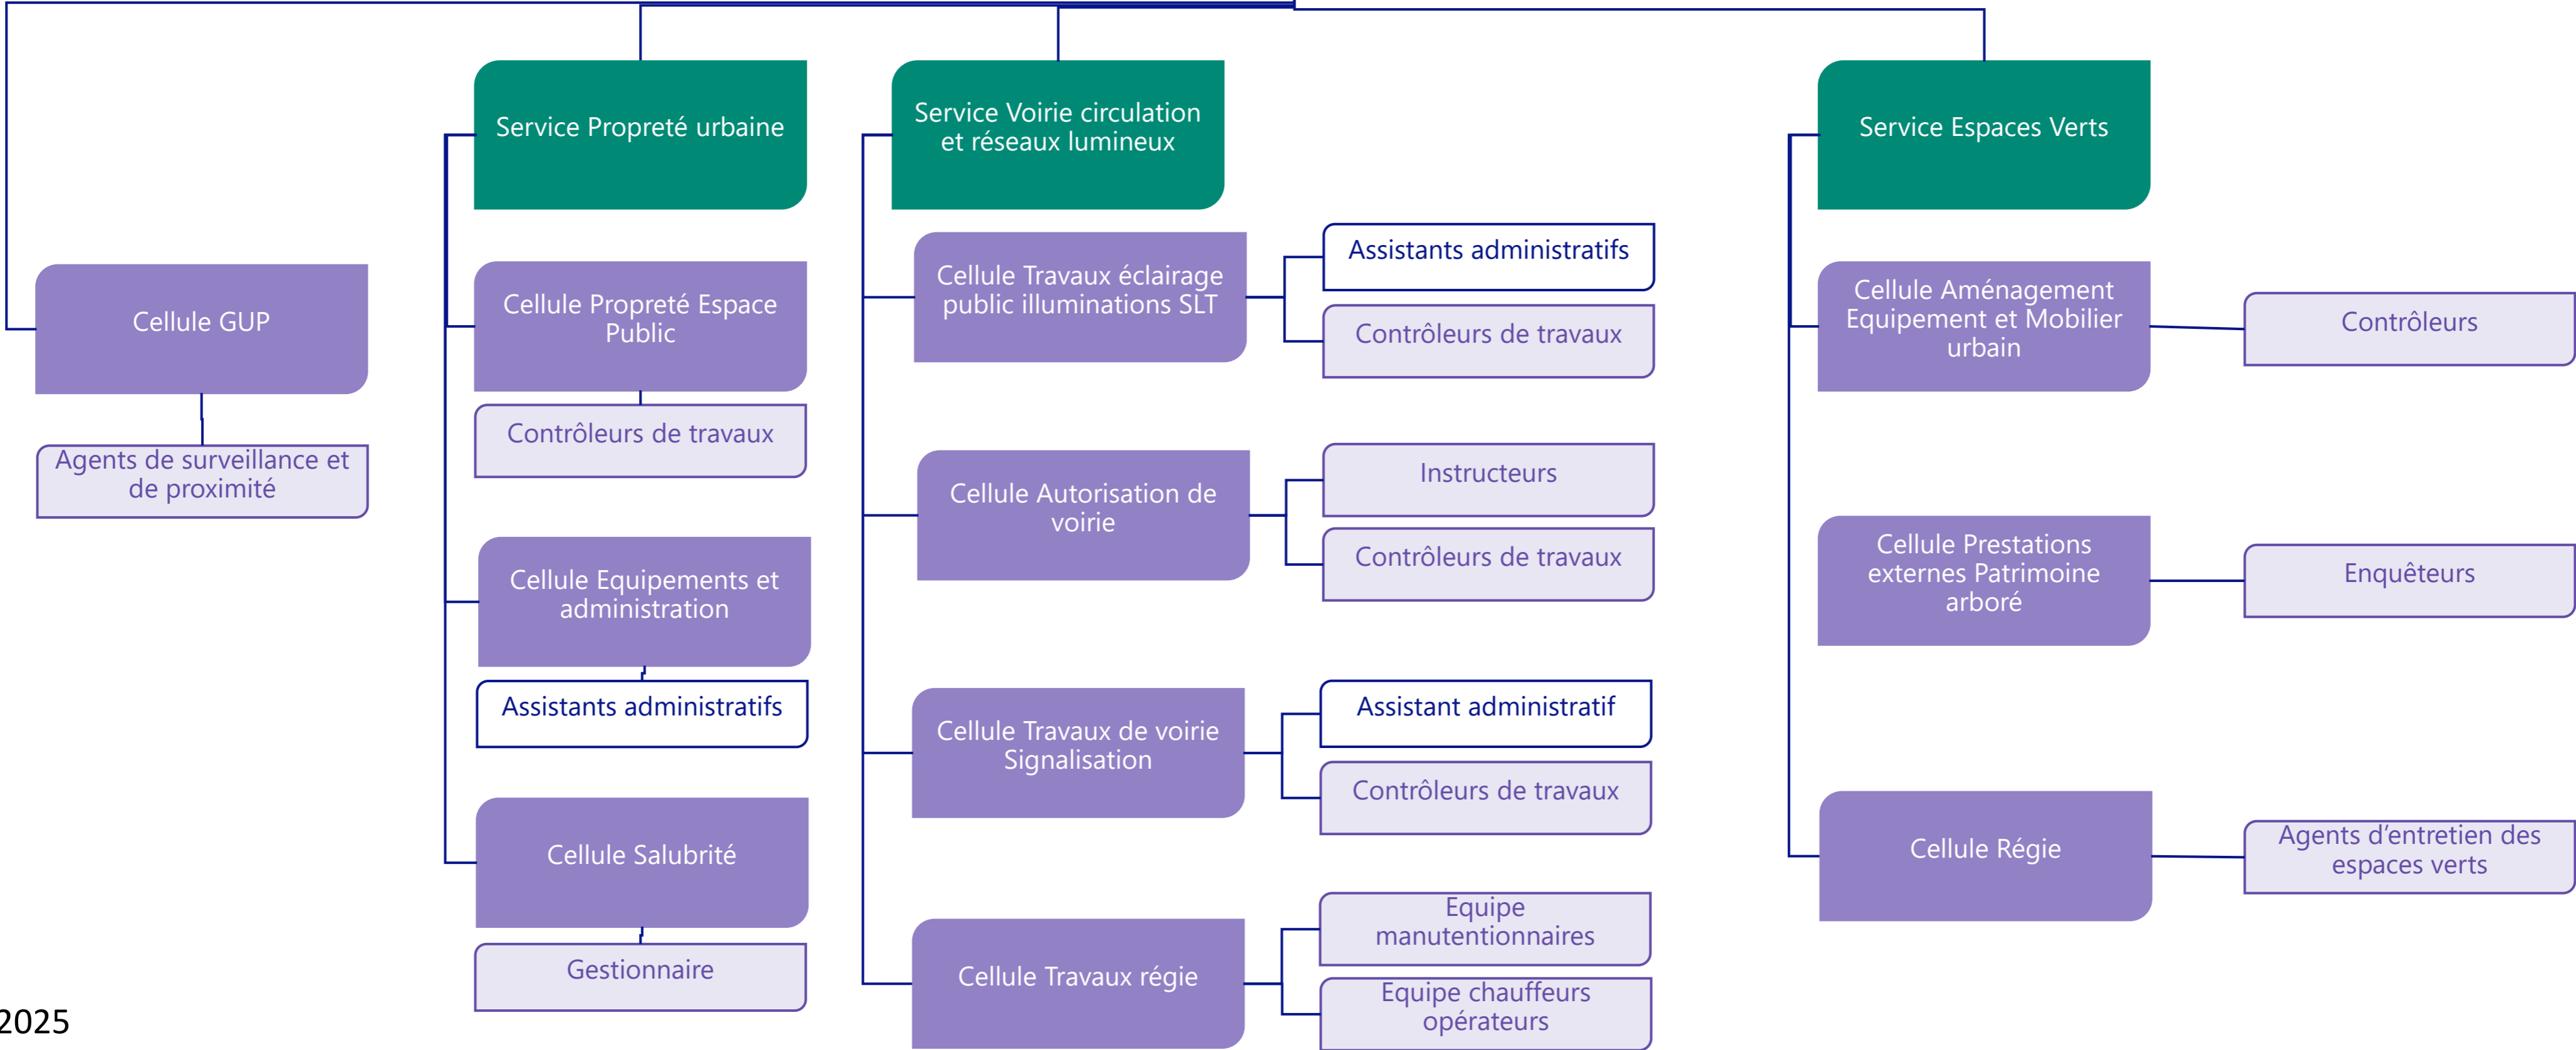 Service Propreté urbaine
Service Voirie circulation
et réseaux lumineux
Service Espaces Verts
Cellule GUP
Agents de surveillance et
de proximité
Cellule Propreté Espace
Public
Contrôleurs de travaux
Cellule Equipements et
administration
Assistants administratifs
Cellule Salubrité
Gestionnaire
Cellule Travaux éclairage
public illuminations SLT
Assistants administratifs
Contrôleurs de travaux
Cellule Autorisation de
voirie
Instructeurs
Contrôleurs de travaux
Cellule Travaux de voirie
Signalisation
Assistant administratif
Contrôleurs de travaux
Cellule Travaux régie
Equipe
manutentionnaires
Equipe chauffeurs
opérateurs
Cellule Aménagement
Equipement et Mobilier
urbain
Contrôleurs
Cellule Prestations
externes Patrimoine
arboré
Enquêteurs
Cellule Régie
Agents d’entretien des
espaces verts
2025